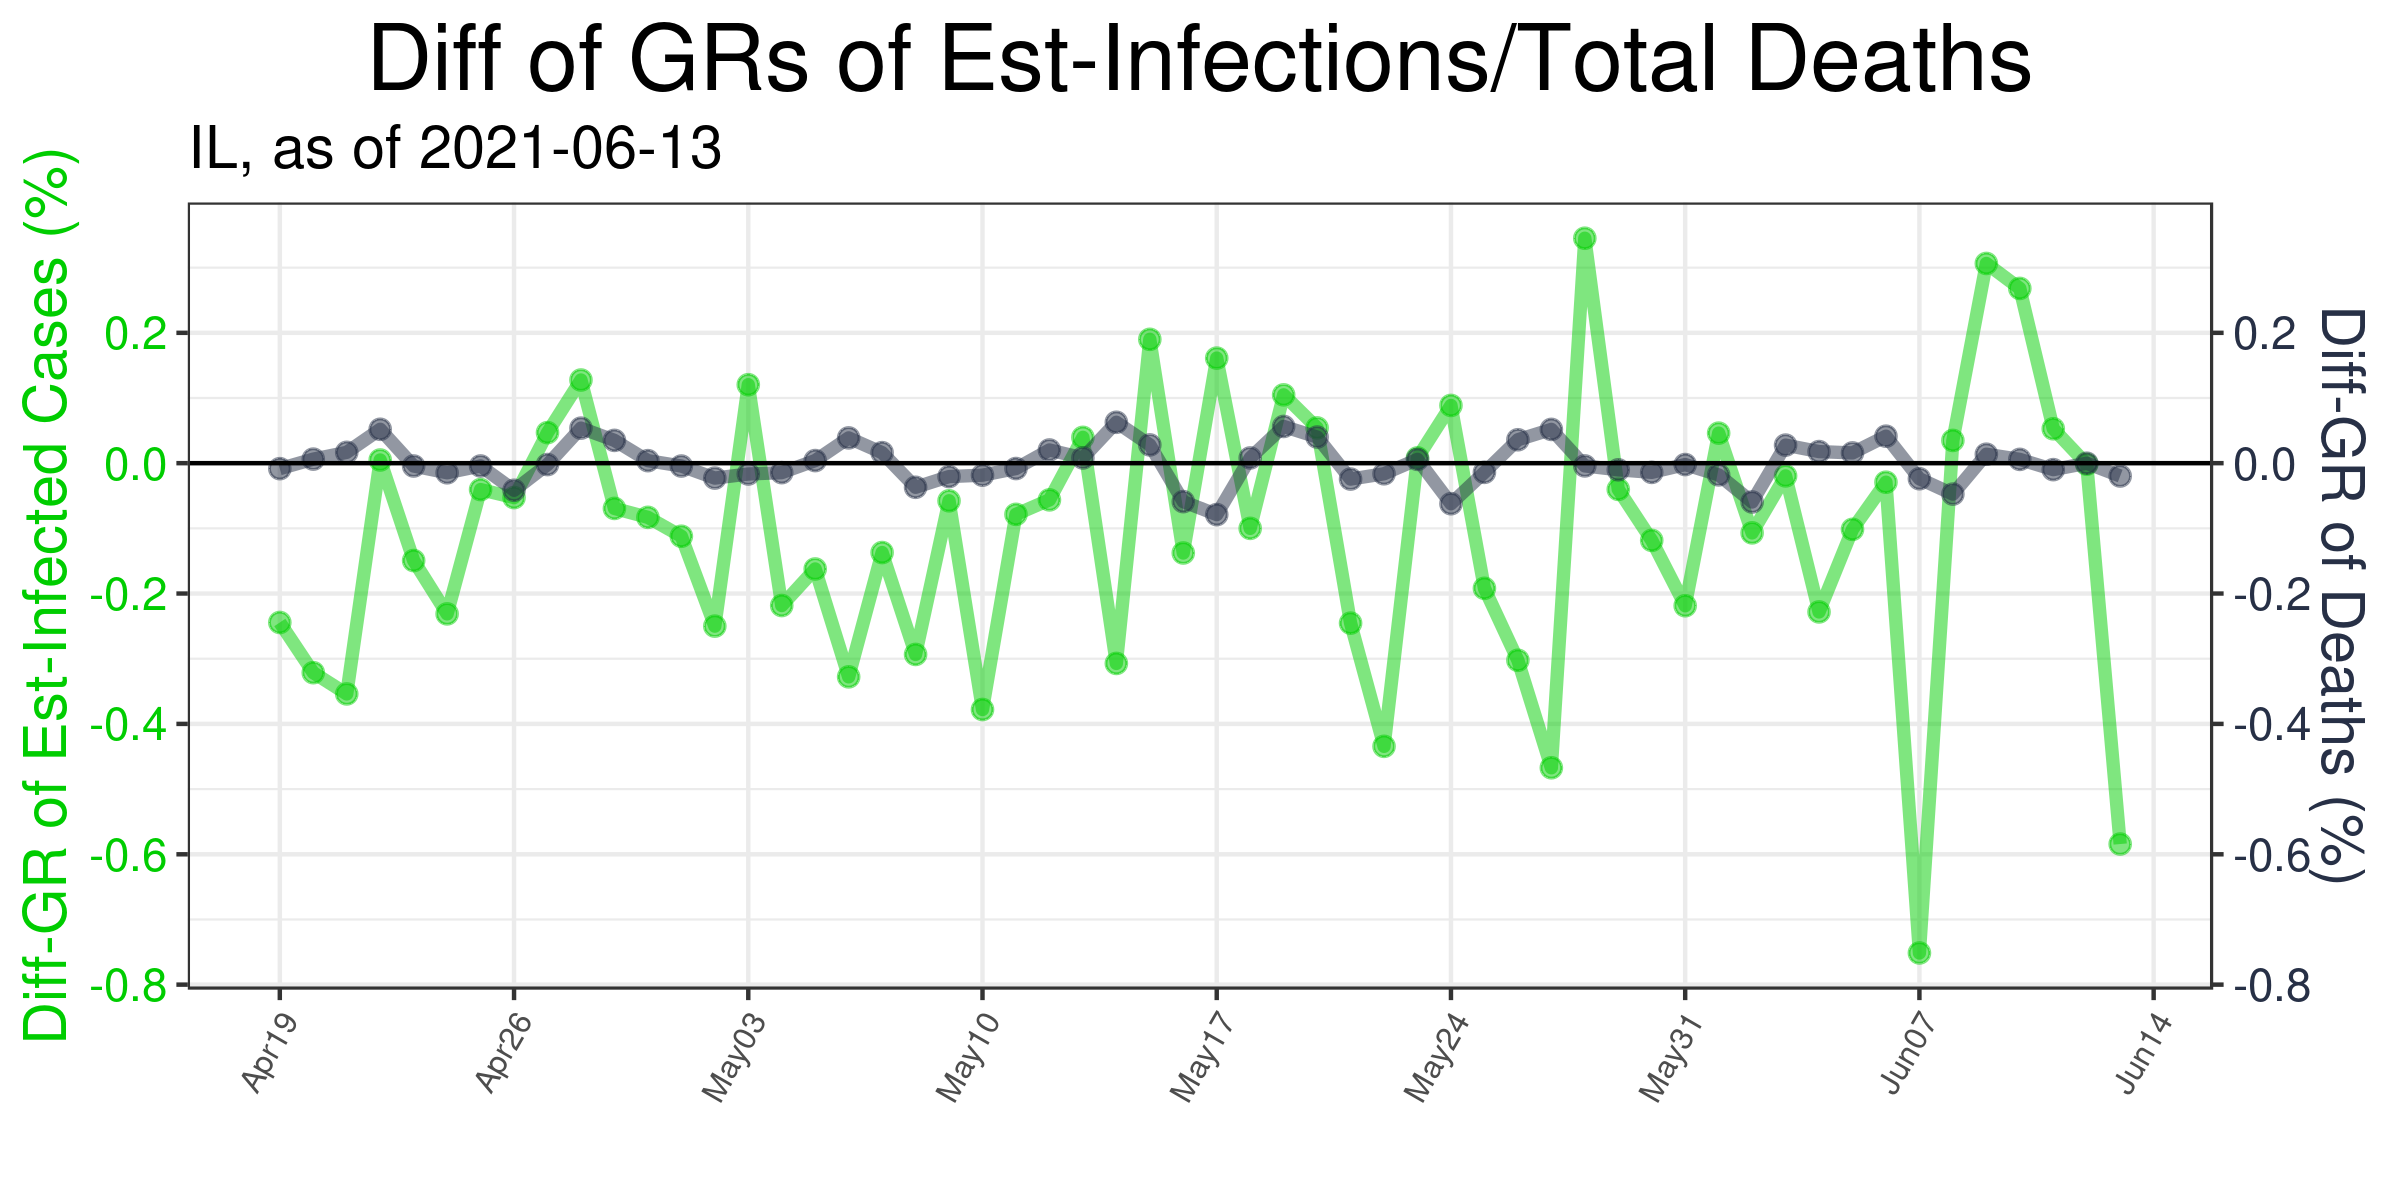 Diff of GRs of Est-Infections/Total Deaths
IL, as of 2021-06-13
Diff-GR of Est-Infected Cases (%)
0.2
0.0
-0.2
-0.4
-0.6
-0.8
0.2
0.0
-0.2
-0.4
-0.6
-0.8
Diff-GR of Deaths (%)
Apr19
Apr26
May03
May10
May17
May24
May31
Jun07
Jun14